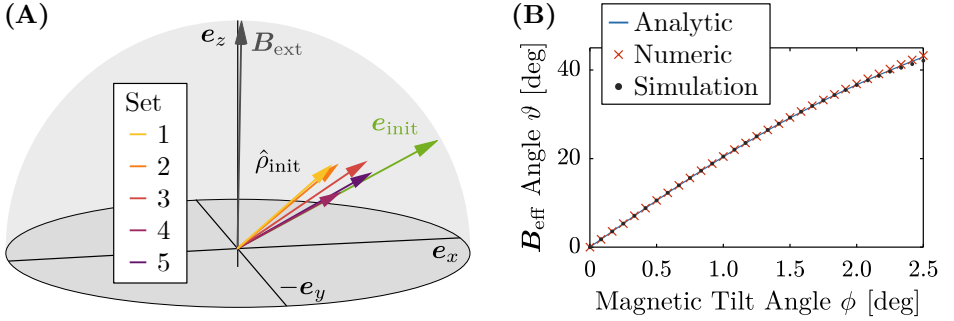 (A)
e_z
B_ext
Set
1
2
3
4
5
ρ̂_init
e_init
e_x
−e_y
(B)
Analytic
Numeric
Simulation
B_eff Angle ϑ [deg]
40
20
0
0
0.5
1.0
1.5
2.0
2.5
Magnetic Tilt Angle ϕ [deg]